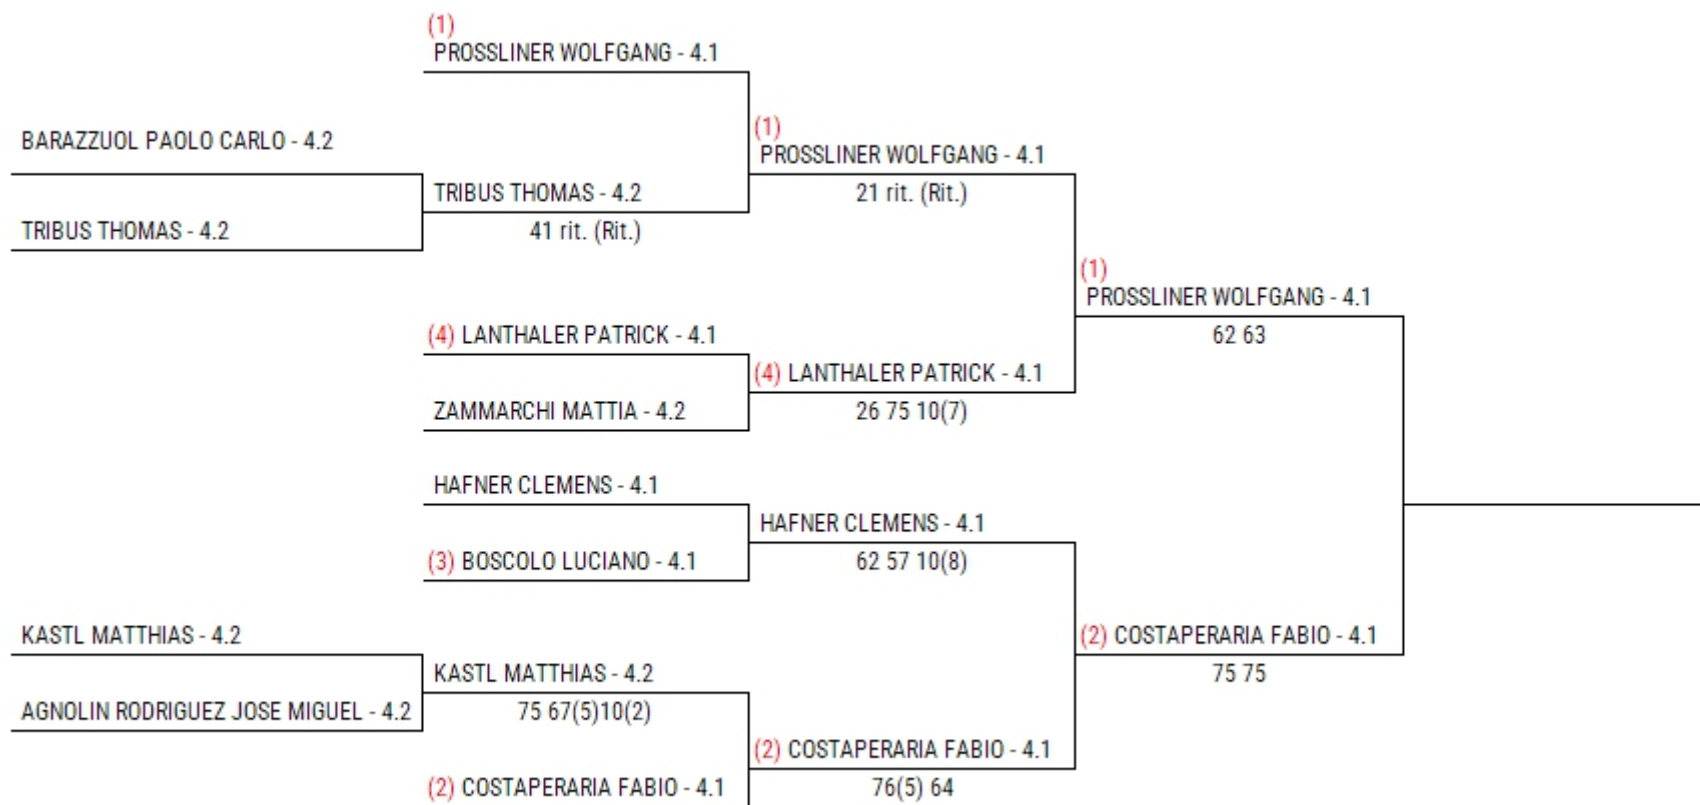 (1)
PROSSLINER WOLFGANG - 4.1
BARAZZUOL PAOLO CARLO - 4.2
(1)
PROSSLINER WOLFGANG - 4.1
TRIBUS THOMAS - 4.2
21 rit. (Rit.)
TRIBUS THOMAS - 4.2
41 rit. (Rit.)
(1)
PROSSLINER WOLFGANG - 4.1
62 63
(4) LANTHALER PATRICK - 4.1
(4) LANTHALER PATRICK - 4.1
ZAMMARCHI MATTIA - 4.2
26 75 10(7)
HAFNER CLEMENS - 4.1
HAFNER CLEMENS - 4.1
(3) BOSCOLO LUCIANO - 4.1
62 57 10(8)
KASTL MATTHIAS - 4.2
(2) COSTAPERARIA FABIO - 4.1
KASTL MATTHIAS - 4.2
75 75
AGNOLIN RODRIGUEZ JOSE MIGUEL - 4.2
75 67(5)10(2)
(2) COSTAPERARIA FABIO - 4.1
(2) COSTAPERARIA FABIO - 4.1
76(5) 64